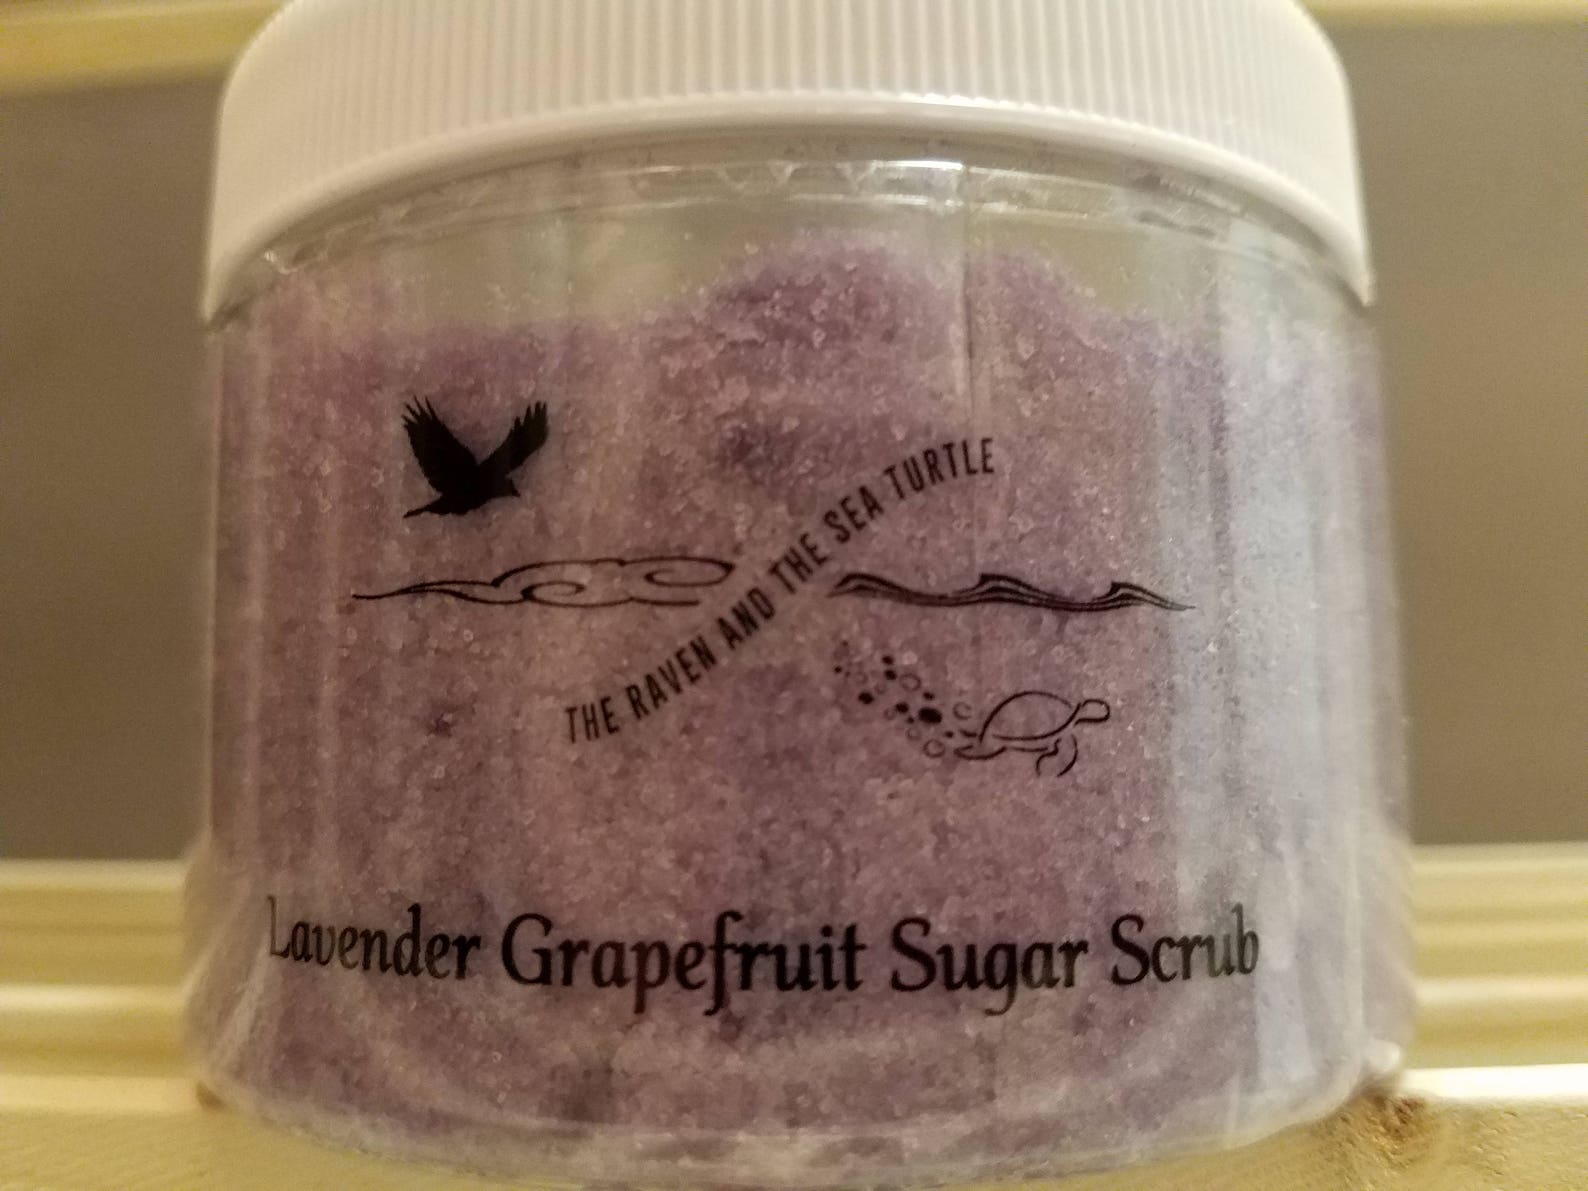 THE RAVEN AND THE SEA TURTLE
Lavender Grapefruit Sugar Scrub